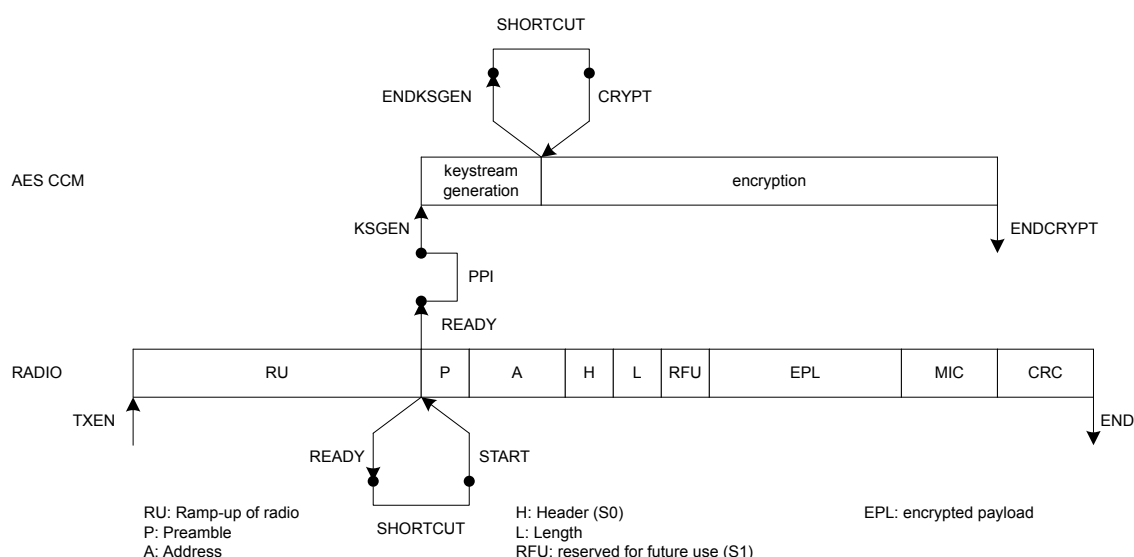 SHORTCUT
ENDKSGEN
CRYPT
AES CCM
keystream
generation
encryption
KSGEN
ENDCRYPT
PPI
READY
RADIO
RU
P
A
H
L
RFU
EPL
MIC
CRC
TXEN
END
READY
START
SHORTCUT
RU: Ramp-up of radio
P: Preamble
A: Address
H: Header (S0)
L: Length
RFU: reserved for future use (S1)
EPL: encrypted payload